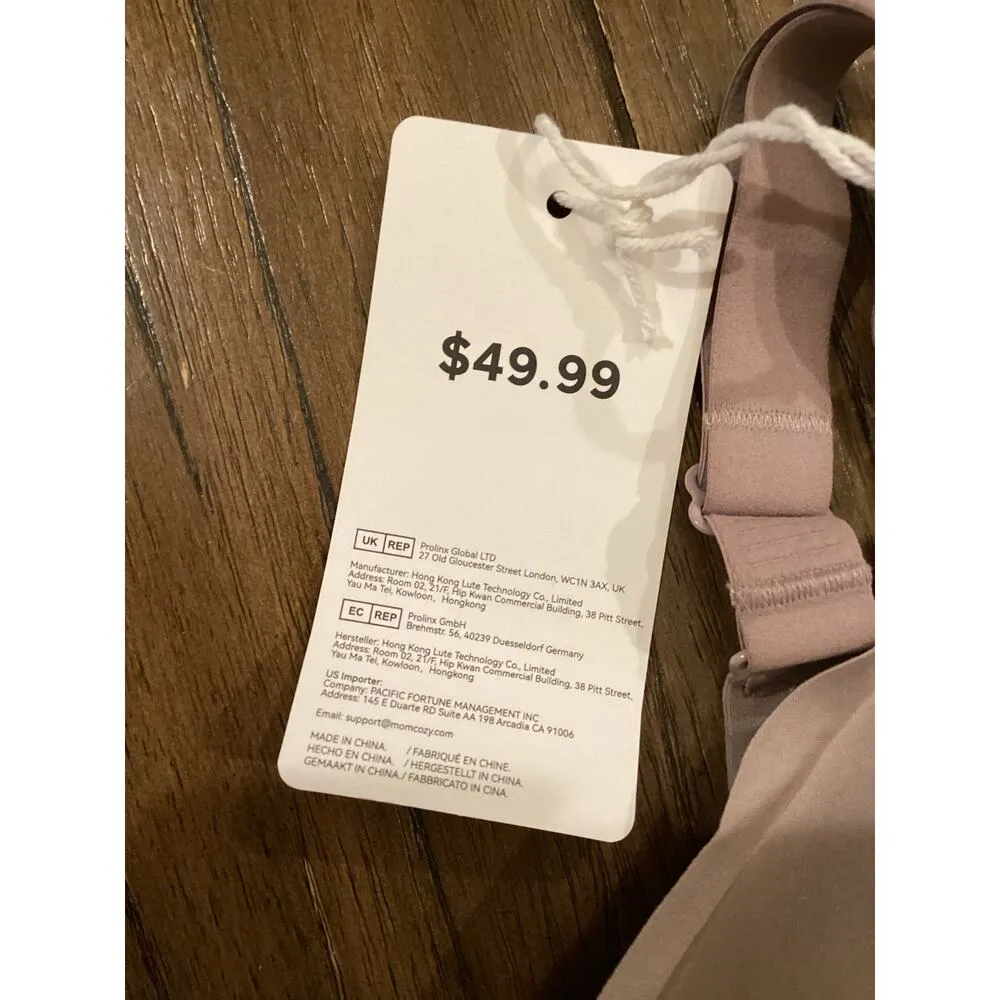 $49.99
UK REP Prolinx Global LTD
27 Old Gloucester Street London, WC1N 3AX, UK
Manufacturer: Hong Kong Lute Technology Co., Limited
Address: Room 02, 21/F, Hip Kwan Commercial Building, 38 Pitt Street,
Yau Ma Tei, Kowloon, Hongkong
EC REP Prolinx GmbH
Brehmstr. 56, 40239 Duesseldorf Germany
Hersteller: Hong Kong Lute Technology Co., Limited
Address: Room 02, 21/F, Hip Kwan Commercial Building, 38 Pitt Street,
Yau Ma Tei, Kowloon, Hongkong
US Importer:
Company: PACIFIC FORTUNE MANAGEMENT INC
Address: 145 E Duarte RD Suite AA 198 Arcadia CA 91006
Email: support@momcozy.com
MADE IN CHINA. / FABRIQUÉ EN CHINE.
HECHO EN CHINA. / HERGESTELLT IN CHINA.
GEMAAKT IN CHINA./ FABBRICATO IN CINA.